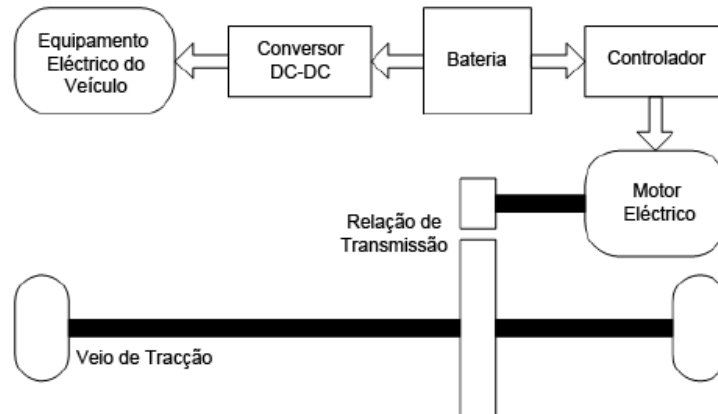 Equipamento
Eléctrico do
Veículo
Conversor
DC-DC
Bateria
Controlador
Motor
Eléctrico
Relação de
Transmissão
Veio de Tracção